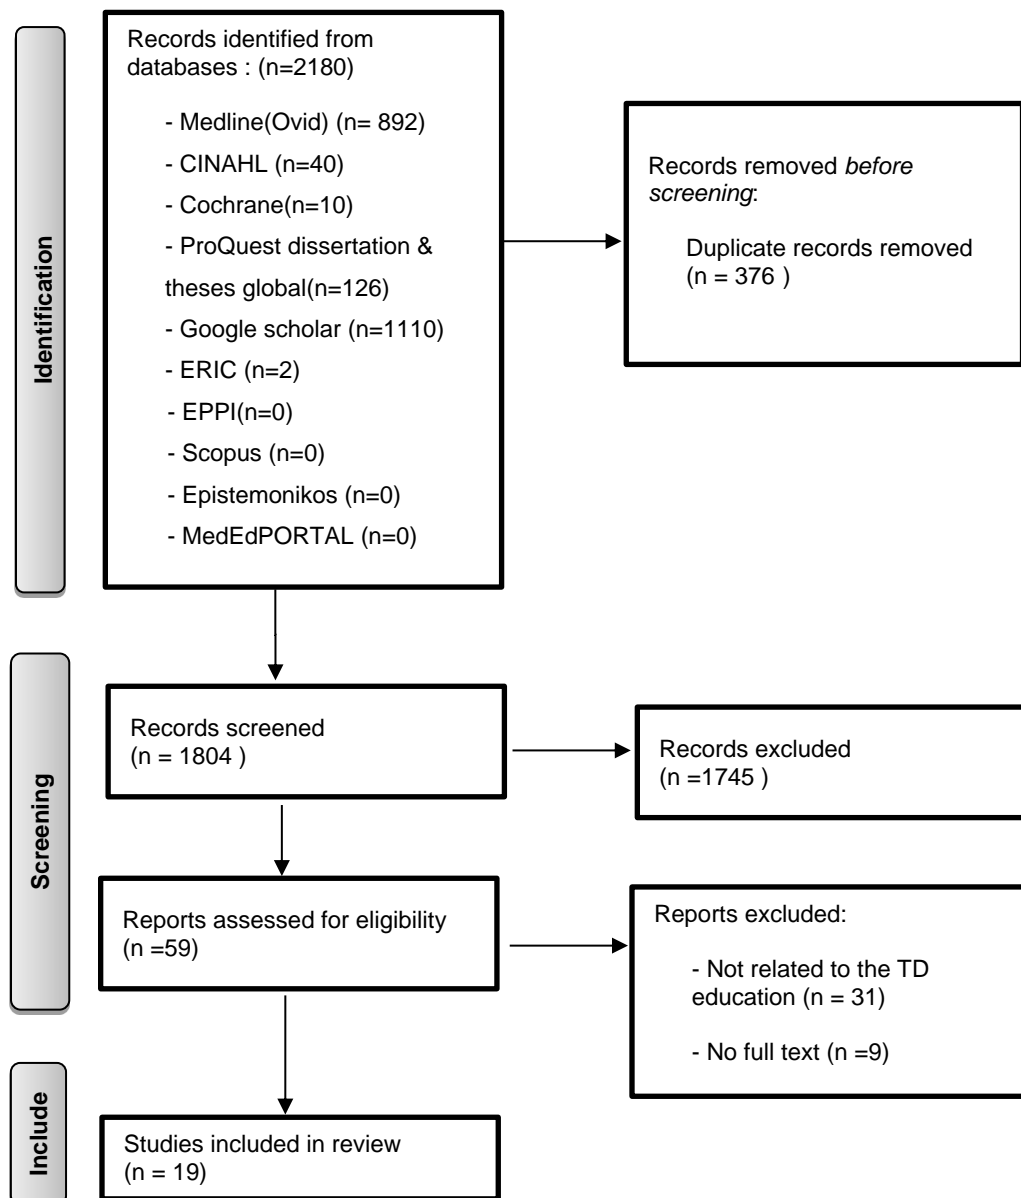 Identification
Records identified from
databases : (n=2180)
- Medline(Ovid) (n= 892)
- CINAHL (n=40)
- Cochrane(n=10)
- ProQuest dissertation &
theses global(n=126)
- Google scholar (n=1110)
- ERIC (n=2)
- EPPI(n=0)
- Scopus (n=0)
- Epistemonikos (n=0)
- MedEdPORTAL (n=0)
Records removed before
screening:
Duplicate records removed
(n = 376 )
Screening
Records screened
(n = 1804 )
Records excluded
(n =1745 )
Reports assessed for eligibility
(n =59)
Reports excluded:
- Not related to the TD
education (n = 31)
- No full text (n =9)
Include
Studies included in review
(n = 19)